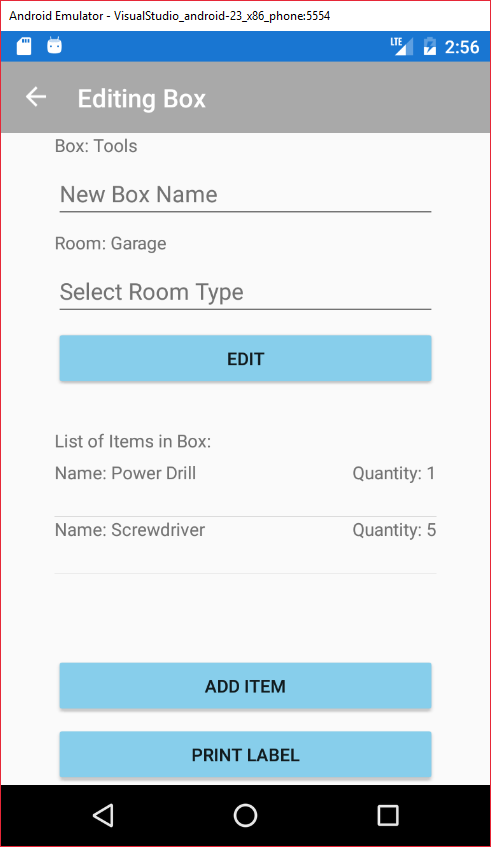 Android Emulator - VisualStudio_android-23_x86_phone:5554
LTE 2:56
Editing Box
Box: Tools
New Box Name
Room: Garage
Select Room Type
EDIT
List of Items in Box:
Name: Power Drill Quantity: 1
Name: Screwdriver Quantity: 5
ADD ITEM
PRINT LABEL